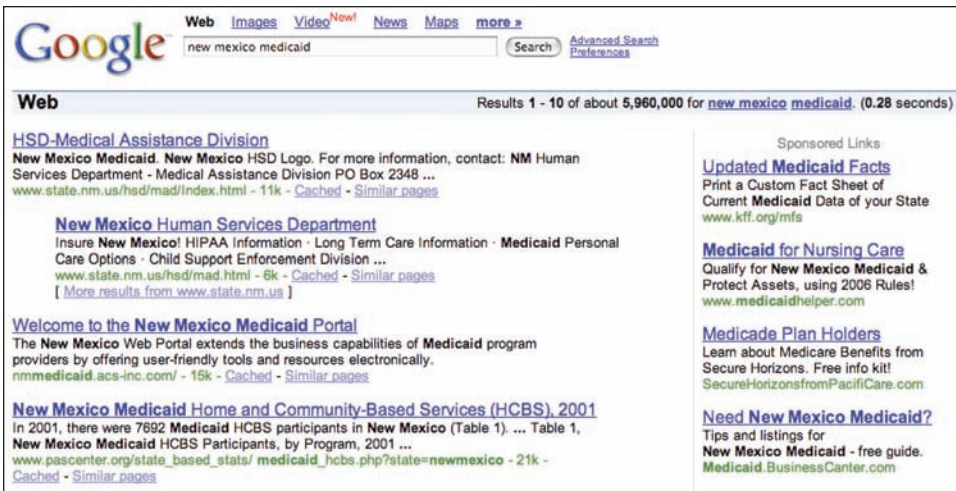 Google
Web Images Video New! News Maps more »
new mexico medicaid Search Advanced Search
Preferences
Web Results 1 - 10 of about 5,960,000 for new mexico medicaid. (0.28 seconds)
HSD-Medical Assistance Division
New Mexico Medicaid. New Mexico HSD Logo. For more information, contact: NM Human
Services Department - Medical Assistance Division PO Box 2348 ...
www.state.nm.us/hsd/mad/Index.html - 11k - Cached - Similar pages
New Mexico Human Services Department
Insure New Mexico! HIPAA Information · Long Term Care Information · Medicaid Personal
Care Options · Child Support Enforcement Division ...
www.state.nm.us/hsd/mad.html - 6k - Cached - Similar pages
[ More results from www.state.nm.us ]
Welcome to the New Mexico Medicaid Portal
The New Mexico Web Portal extends the business capabilities of Medicaid program
providers by offering user-friendly tools and resources electronically.
nmmedicaid.acs-inc.com/ - 15k - Cached - Similar pages
New Mexico Medicaid Home and Community-Based Services (HCBS), 2001
In 2001, there were 7692 Medicaid HCBS participants in New Mexico (Table 1). ... Table 1,
New Mexico Medicaid HCBS Participants, by Program, 2001 ...
www.pascenter.org/state_based_stats/ medicaid_hcbs.php?state=newmexico - 21k -
Cached - Similar pages
Sponsored Links
Updated Medicaid Facts
Print a Custom Fact Sheet of
Current Medicaid Data of your State
www.kff.org/mfs
Medicaid for Nursing Care
Qualify for New Mexico Medicaid &
Protect Assets, using 2006 Rules!
www.medicaidhelper.com
Medicade Plan Holders
Learn about Medicare Benefits from
Secure Horizons. Free info kit!
SecureHorizonsfromPacifiCare.com
Need New Mexico Medicaid?
Tips and listings for
New Mexico Medicaid - free guide.
Medicaid.BusinessCanter.com